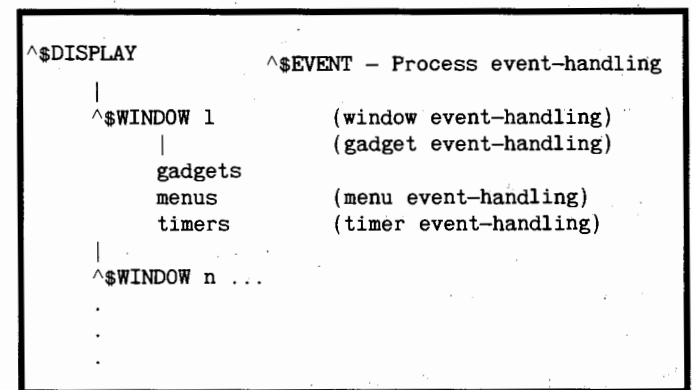 ^$DISPLAY
^$EVENT – Process event–handling
|
^$WINDOW 1 (window event–handling)
| (gadget event–handling)
gadgets
menus (menu event–handling)
timers (timer event–handling)
|
^$WINDOW n ...
.
.
.